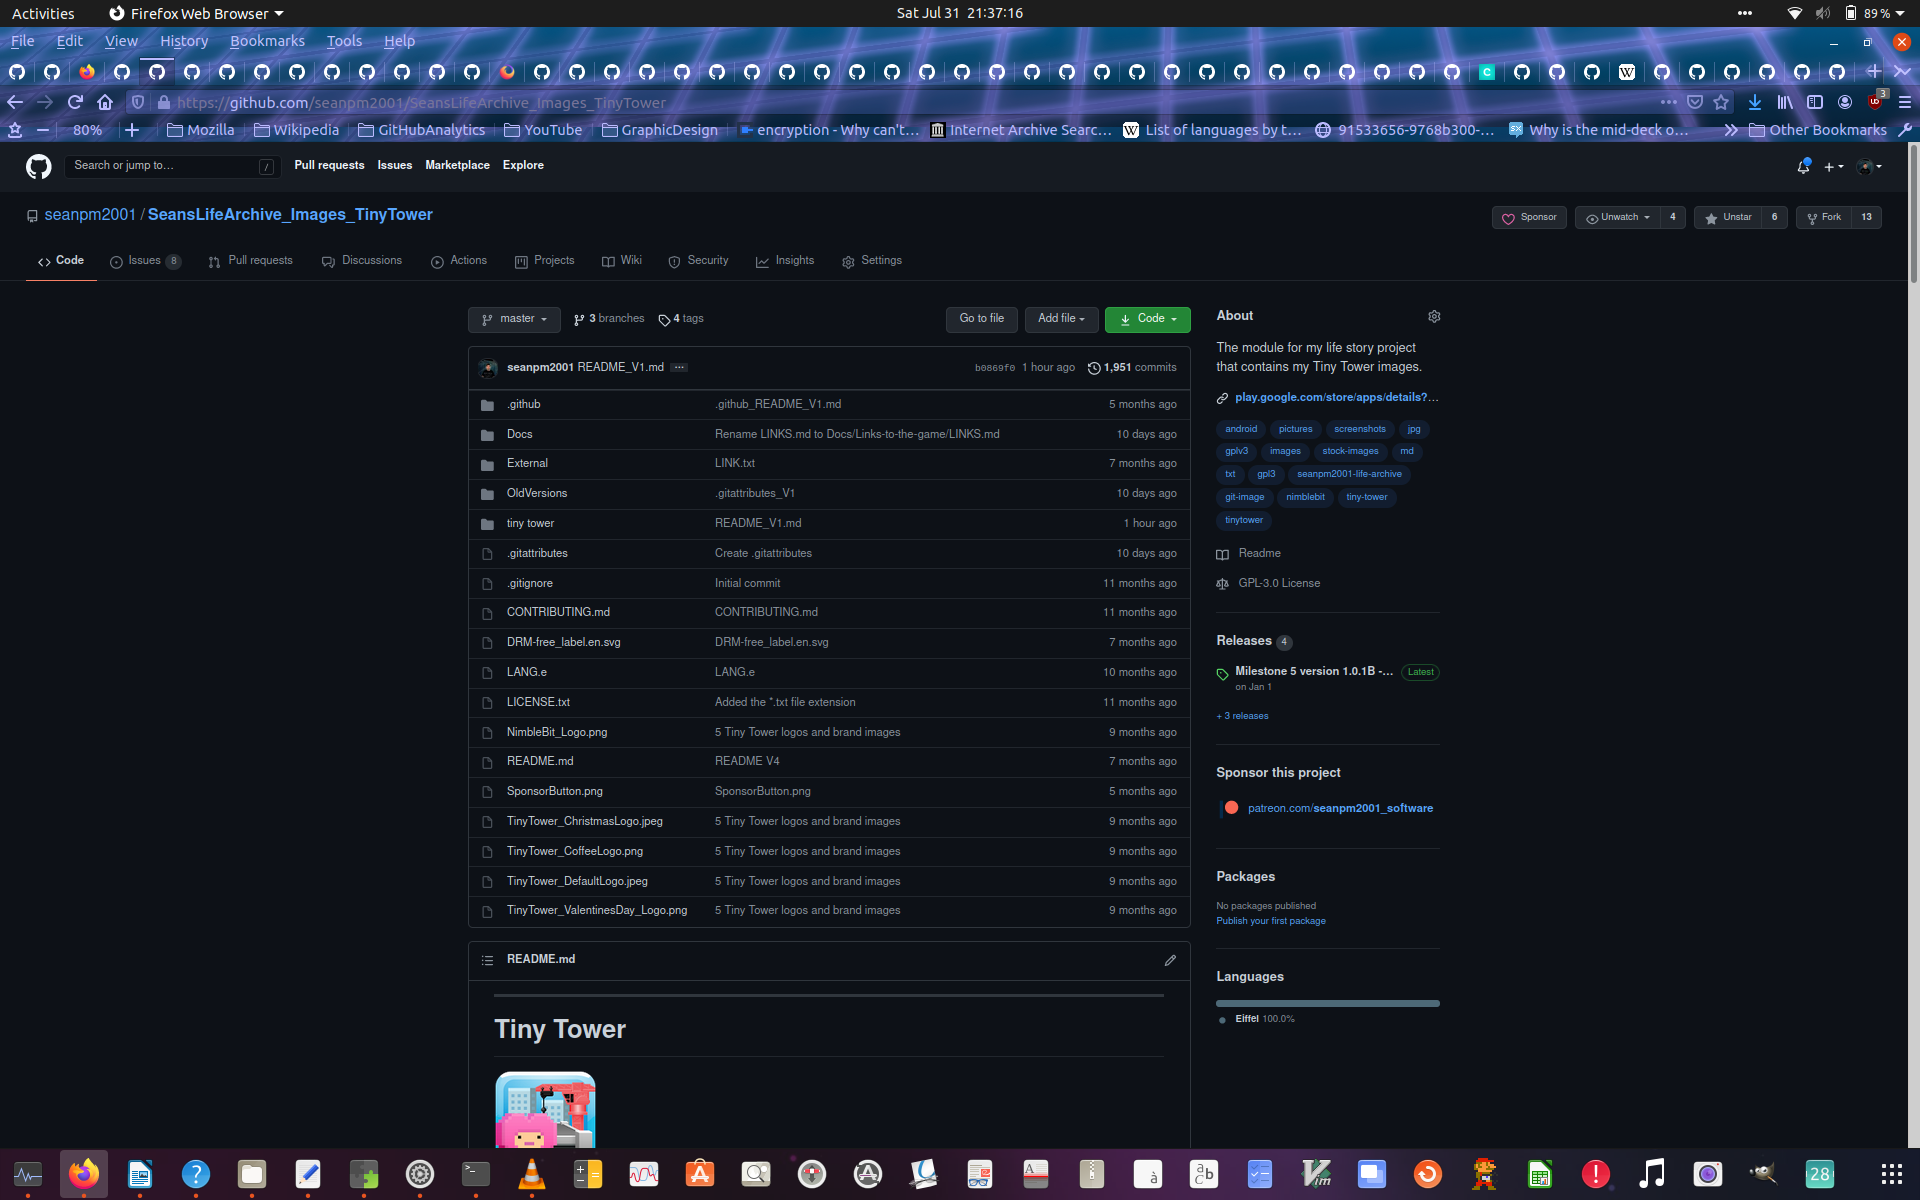 Activities Firefox Web Browser Sat Jul 31 21:37:16 89 %
File Edit View History Bookmarks Tools Help
https://github.com/seanpm2001/SeansLifeArchive_Images_TinyTower 3
80% Mozilla Wikipedia GitHubAnalytics YouTube GraphicDesign encryption - Why can't… Internet Archive Searc… List of languages by t… 91533656-9768b300-… Why is the mid-deck o… Other Bookmarks
Search or jump to… / Pull requests Issues Marketplace Explore
seanpm2001 / SeansLifeArchive_Images_TinyTower Sponsor Unwatch 4 Unstar 6 Fork 13
Code Issues 8 Pull requests Discussions Actions Projects Wiki Security Insights Settings
master 3 branches 4 tags Go to file Add file Code
seanpm2001 README_V1.md ... b0869f0 1 hour ago 1,951 commits
.github .github_README_V1.md 5 months ago
Docs Rename LINKS.md to Docs/Links-to-the-game/LINKS.md 10 days ago
External LINK.txt 7 months ago
OldVersions .gitattributes_V1 10 days ago
tiny tower README_V1.md 1 hour ago
.gitattributes Create .gitattributes 10 days ago
.gitignore Initial commit 11 months ago
CONTRIBUTING.md CONTRIBUTING.md 11 months ago
DRM-free_label.en.svg DRM-free_label.en.svg 7 months ago
LANG.e LANG.e 10 months ago
LICENSE.txt Added the *.txt file extension 11 months ago
NimbleBit_Logo.png 5 Tiny Tower logos and brand images 9 months ago
README.md README V4 7 months ago
SponsorButton.png SponsorButton.png 5 months ago
TinyTower_ChristmasLogo.jpeg 5 Tiny Tower logos and brand images 9 months ago
TinyTower_CoffeeLogo.png 5 Tiny Tower logos and brand images 9 months ago
TinyTower_DefaultLogo.jpeg 5 Tiny Tower logos and brand images 9 months ago
TinyTower_ValentinesDay_Logo.png 5 Tiny Tower logos and brand images 9 months ago
README.md
Tiny Tower
About
The module for my life story project
that contains my Tiny Tower images.
play.google.com/store/apps/details?…
android pictures screenshots jpg
gplv3 images stock-images md
txt gpl3 seanpm2001-life-archive
git-image nimblebit tiny-tower
tinytower
Readme
GPL-3.0 License
Releases 4
Milestone 5 version 1.0.1B -… Latest
on Jan 1
+ 3 releases
Sponsor this project
patreon.com/seanpm2001_software
Packages
No packages published
Publish your first package
Languages
Eiffel 100.0%
28